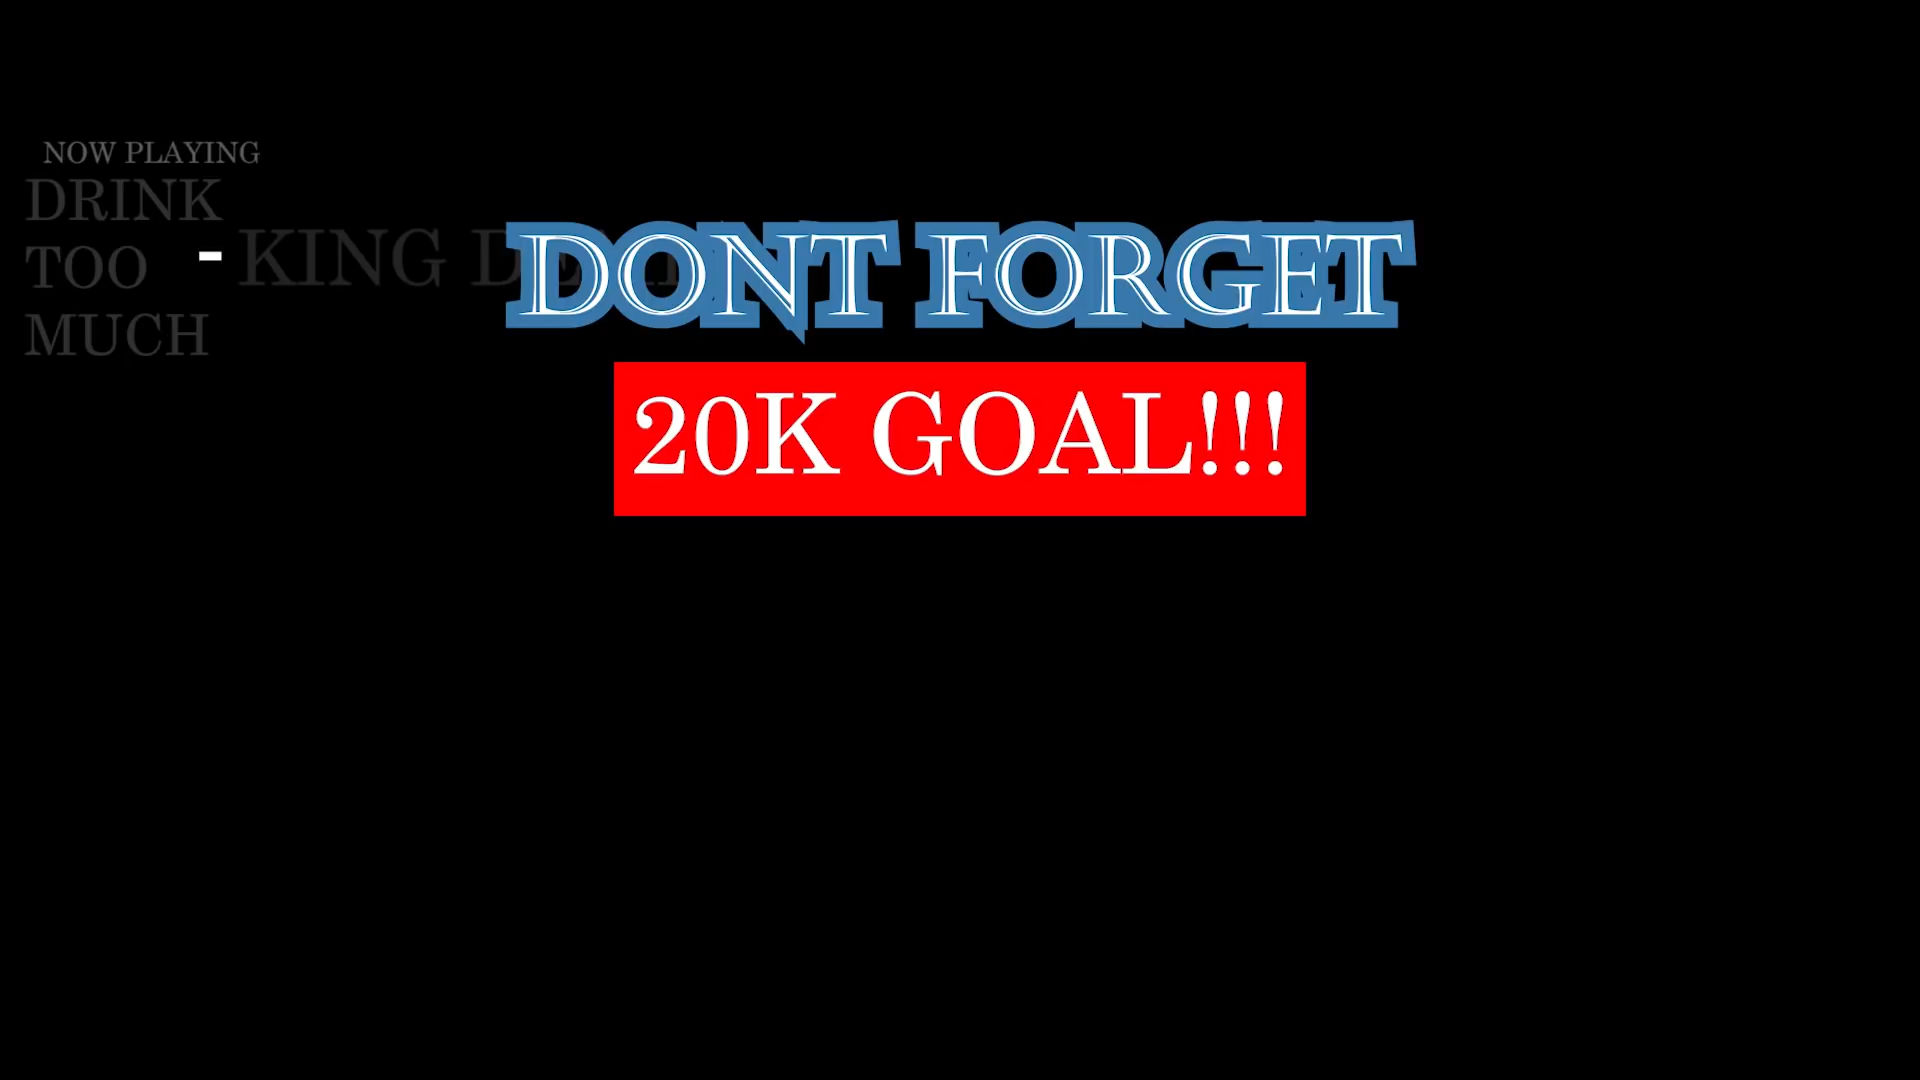 NOW PLAYING
DRINK
TOO
MUCH
- KING
DONT FORGET
20K GOAL!!!